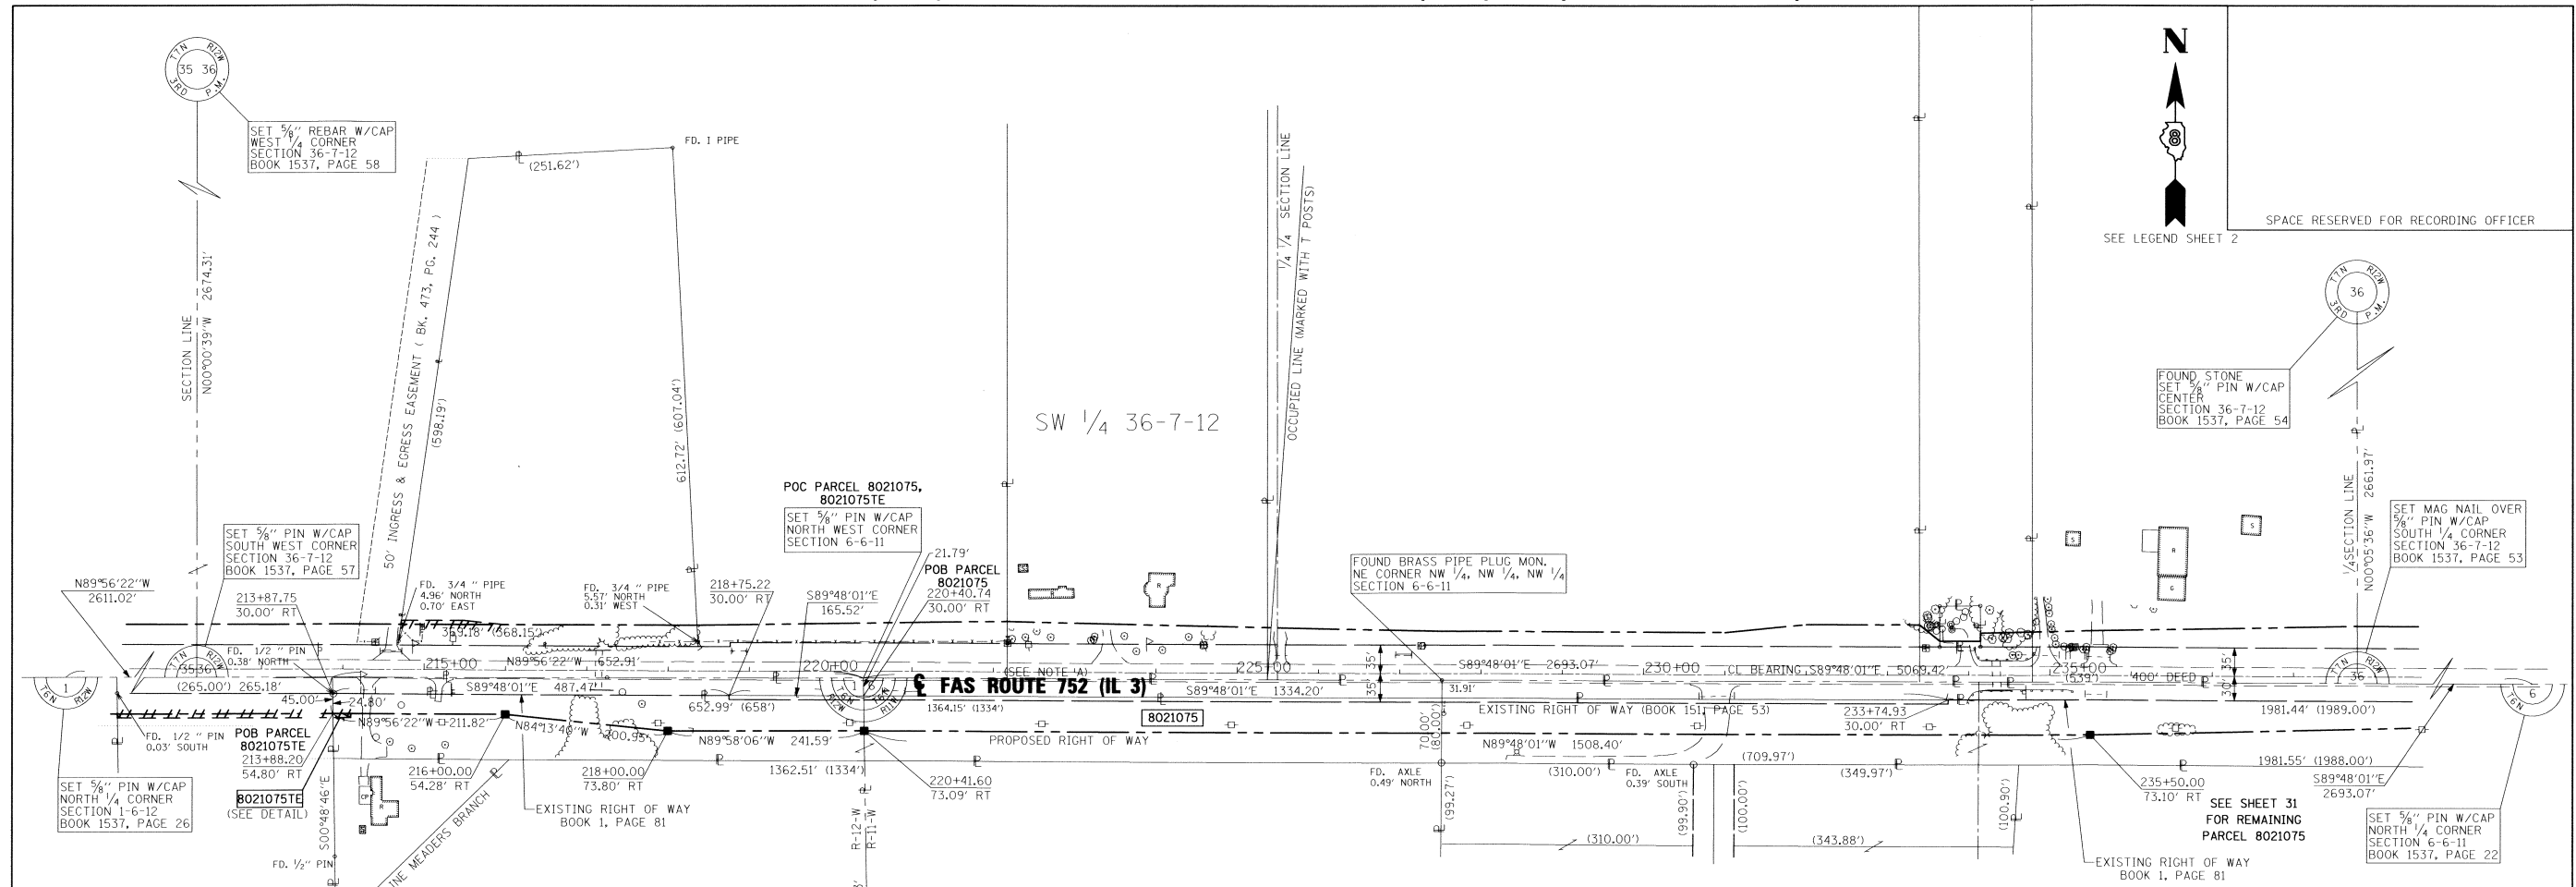 T7N R12W
35 36
3RD P.M.
SET 5/8" REBAR W/CAP
WEST 1/4 CORNER
SECTION 36-7-12
BOOK 1537, PAGE 58
SECTION LINE
N00°00'39"W 2674.31'
50' INGRESS & EGRESS EASEMENT ( BK. 473, PG. 244 )
(598.19')
(251.62')
FD. I PIPE
612.72' (607.04')
SW 1/4 36-7-12
1/4 1/4 SECTION LINE
OCCUPIED LINE (MARKED WITH T POSTS)
N
8
SEE LEGEND SHEET 2
SPACE RESERVED FOR RECORDING OFFICER
T7N R12W
36
3RD P.M.
FOUND STONE
SET 5/8" PIN W/CAP
CENTER
SECTION 36-7-12
BOOK 1537, PAGE 54
1/4 SECTION LINE
N00°05'36"W 2661.97'
SET MAG NAIL OVER
5/8" PIN W/CAP
SOUTH 1/4 CORNER
SECTION 36-7-12
BOOK 1537, PAGE 53
SET 5/8" PIN W/CAP
SOUTH WEST CORNER
SECTION 36-7-12
BOOK 1537, PAGE 57
N89°56'22"W
2611.02'
213+87.75
30.00' RT
FD. 1/2 " PIN
0.38' NORTH
FD. 3/4 " PIPE
4.96' NORTH
0.70' EAST
FD. 3/4 " PIPE
5.57' NORTH
0.31' WEST
218+75.22
30.00' RT
S89°48'01"E
165.52'
POC PARCEL 8021075,
8021075TE
SET 5/8" PIN W/CAP
NORTH WEST CORNER
SECTION 6-6-11
21.79'
POB PARCEL
8021075
220+40.74
30.00' RT
FOUND BRASS PIPE PLUG MON.
NE CORNER NW 1/4, NW 1/4, NW 1/4
SECTION 6-6-11
(368.15')
215+00
N89°56'22"W 652.91'
220+00
(SEE NOTE A)
225+00
S89°48'01"E 2693.07'
230+00
CL BEARING S89°48'01"E 5069.42'
235+00
(539')
400' DEED
35'
35'
35'
30'
T7N R12W
35 36
T7N R12W
36
1
T6N R12W
(265.00') 265.18'
S89°48'01"E 487.47'
652.99' (658')
1 6
R12W R11W
℄ FAS ROUTE 752 (IL 3)
1364.15' (1334')
S89°48'01"E 1334.20'
31.91'
8021075
EXISTING RIGHT OF WAY (BOOK 151, PAGE 53)
233+74.93
30.00' RT
1981.44' (1989.00')
6
T6N
45.00'
24.80'
N89°56'22"W 211.82'
N84°13'40"W 200.95'
N89°58'06"W 241.59'
PROPOSED RIGHT OF WAY
70.00'
(80.00')
N89°48'01"W 1508.40'
(709.97')
FD. 1/2 " PIN
0.03' SOUTH
POB PARCEL
8021075TE
213+88.20
54.80' RT
8021075TE
(SEE DETAIL)
216+00.00
54.28' RT
218+00.00
73.80' RT
1362.51' (1334')
220+41.60
73.09' RT
FD. AXLE
0.49' NORTH
(310.00')
FD. AXLE
0.39' SOUTH
(349.97')
235+50.00
73.10' RT
1981.55' (1988.00')
S89°48'01"E
2693.07'
SET 5/8" PIN W/CAP
NORTH 1/4 CORNER
SECTION 1-6-12
BOOK 1537, PAGE 26
S00°48'46"E
CP
R
S
FD. 1/2" PIN
MEADERS BRANCH
EXISTING RIGHT OF WAY
BOOK 1, PAGE 81
R-12-W
R-11-W
(99.27')
(310.00')
(99.90')
(100.00')
(343.88')
(100.90')
SEE SHEET 31
FOR REMAINING
PARCEL 8021075
EXISTING RIGHT OF WAY
BOOK 1, PAGE 81
SET 5/8" PIN W/CAP
NORTH 1/4 CORNER
SECTION 6-6-11
BOOK 1537, PAGE 22